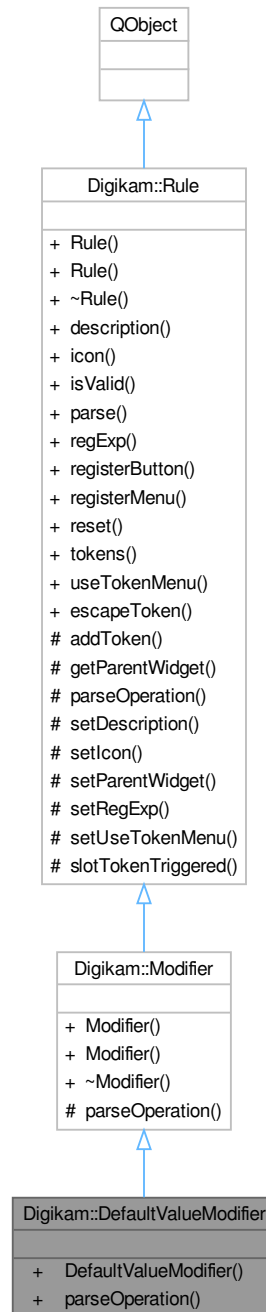 QObject
Digikam::Rule
+ Rule()
+ Rule()
+ ~Rule()
+ description()
+ icon()
+ isValid()
+ parse()
+ regExp()
+ registerButton()
+ registerMenu()
+ reset()
+ tokens()
+ useTokenMenu()
+ escapeToken()
# addToken()
# getParentWidget()
# parseOperation()
# setDescription()
# setIcon()
# setParentWidget()
# setRegExp()
# setUseTokenMenu()
# slotTokenTriggered()
Digikam::Modifier
+ Modifier()
+ Modifier()
+ ~Modifier()
# parseOperation()
Digikam::DefaultValueModifier
+ DefaultValueModifier()
+ parseOperation()